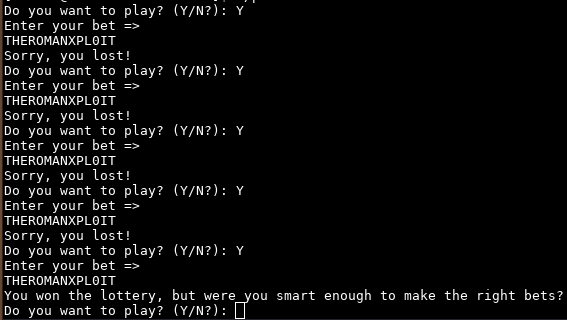 Do you want to play? (Y/N?): Y
Enter your bet =>
THEROMANXPL0IT
Sorry, you lost!
Do you want to play? (Y/N?): Y
Enter your bet =>
THEROMANXPL0IT
Sorry, you lost!
Do you want to play? (Y/N?): Y
Enter your bet =>
THEROMANXPL0IT
Sorry, you lost!
Do you want to play? (Y/N?): Y
Enter your bet =>
THEROMANXPL0IT
Sorry, you lost!
Do you want to play? (Y/N?): Y
Enter your bet =>
THEROMANXPL0IT
You won the lottery, but were you smart enough to make the right bets?
Do you want to play? (Y/N?):